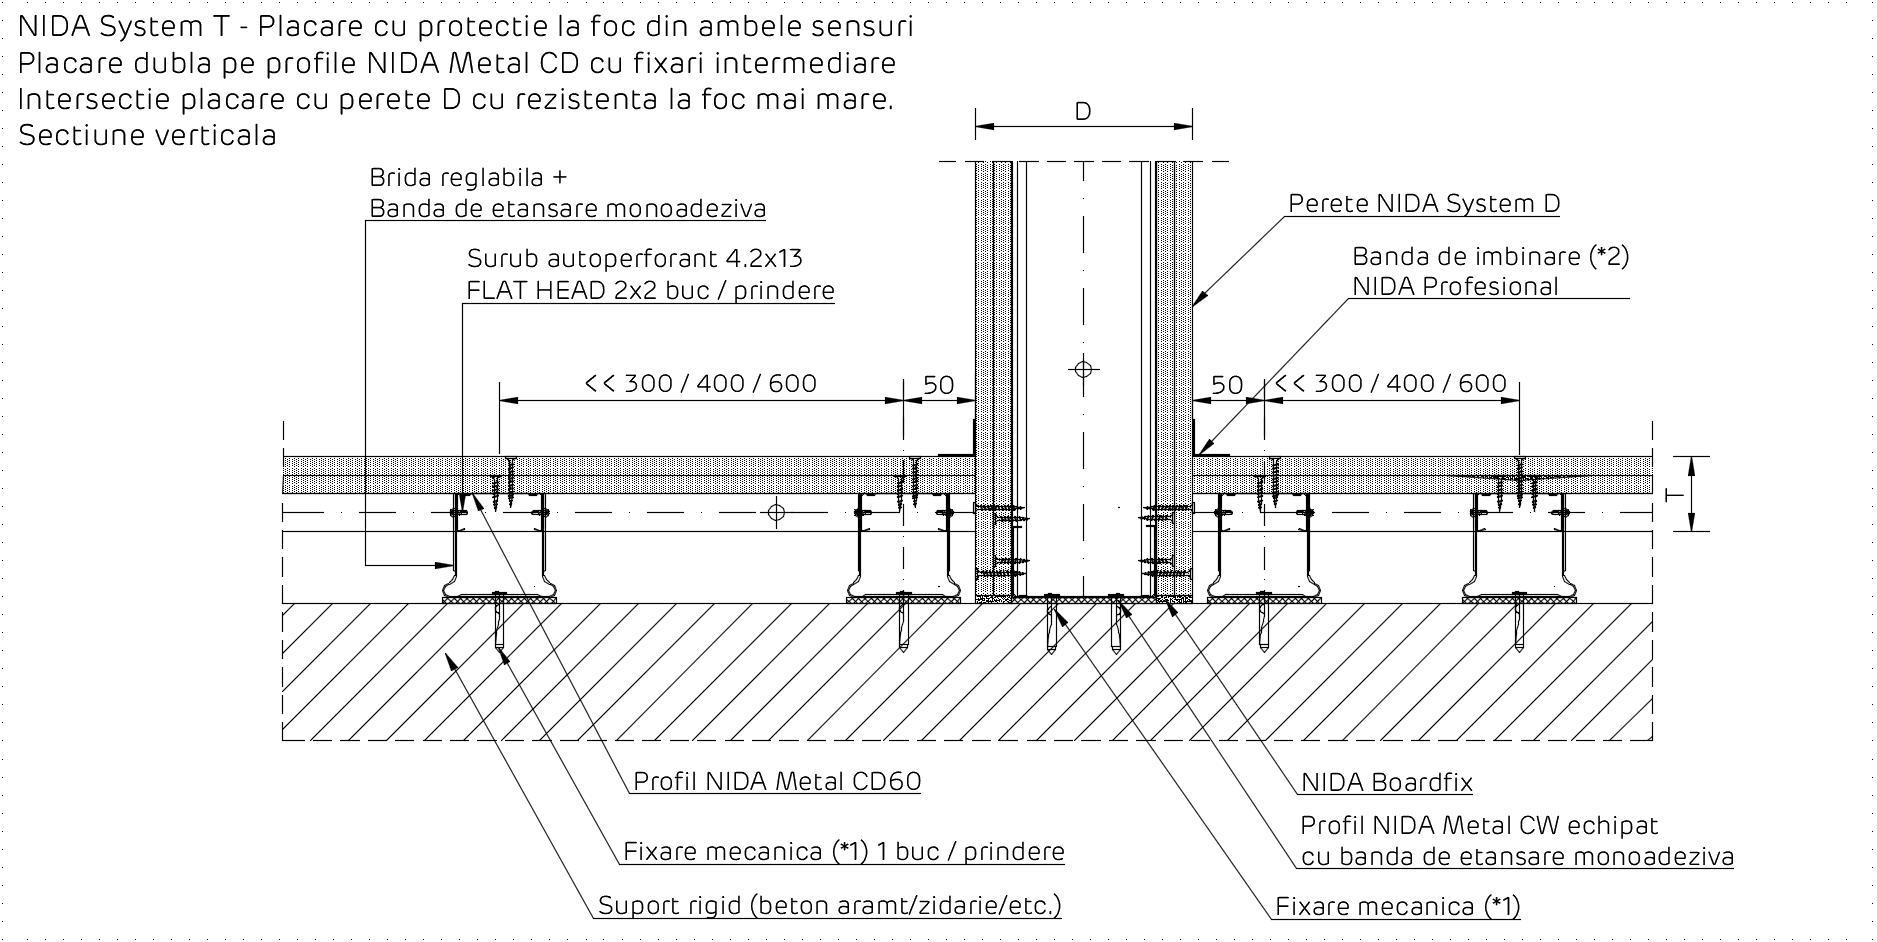 NIDA System T - Placare cu protectie la foc din ambele sensuri
Placare dubla pe profile NIDA Metal CD cu fixari intermediare
Intersectie placare cu perete D cu rezistenta la foc mai mare.
Sectiune verticala
D
Brida reglabila +
Banda de etansare monoadeziva
Perete NIDA System D
Surub autoperforant 4.2x13
FLAT HEAD 2x2 buc / prindere
Banda de imbinare (*2)
NIDA Profesional
<< 300 / 400 / 600
50
50
<< 300 / 400 / 600
T
Profil NIDA Metal CD60
NIDA Boardfix
Profil NIDA Metal CW echipat
cu banda de etansare monoadeziva
Fixare mecanica (*1) 1 buc / prindere
Suport rigid (beton aramt/zidarie/etc.)
Fixare mecanica (*1)